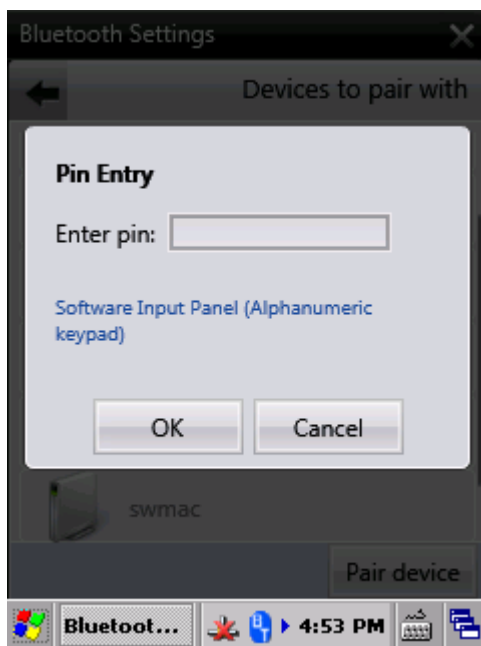 Bluetooth Settings
Devices to pair with
Pin Entry
Enter pin:
Software Input Panel (Alphanumeric
keypad)
OK Cancel
swmac
Pair device
Bluetoot... 4:53 PM